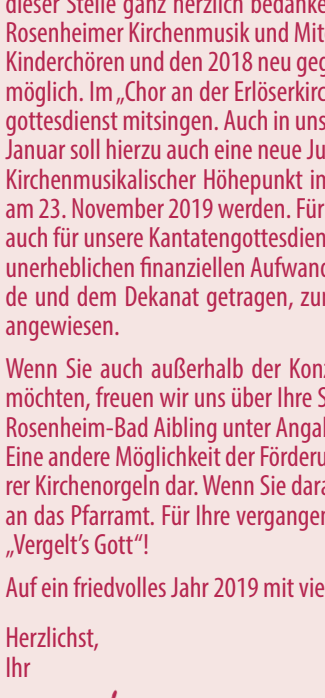 dieser Stelle ganz herzlich bedanke
Rosenheimer Kirchenmusik und Mit
Kinderchören und den 2018 neu geg
möglich. Im „Chor an der Erlöserkirc
gottesdienst mitsingen. Auch in uns
Januar soll hierzu auch eine neue Ju
Kirchenmusikalischer Höhepunkt in
am 23. November 2019 werden. Für
auch für unsere Kantatengottesdien
unerheblichen finanziellen Aufwand
de und dem Dekanat getragen, zur
angewiesen.
Wenn Sie auch außerhalb der Konz
möchten, freuen wir uns über Ihre S
Rosenheim-Bad Aibling unter Angab
Eine andere Möglichkeit der Förderu
rer Kirchenorgeln dar. Wenn Sie dara
an das Pfarramt. Für Ihre vergangen
„Vergelt’s Gott“!
Auf ein friedvolles Jahr 2019 mit vie
Herzlichst,
Ihr